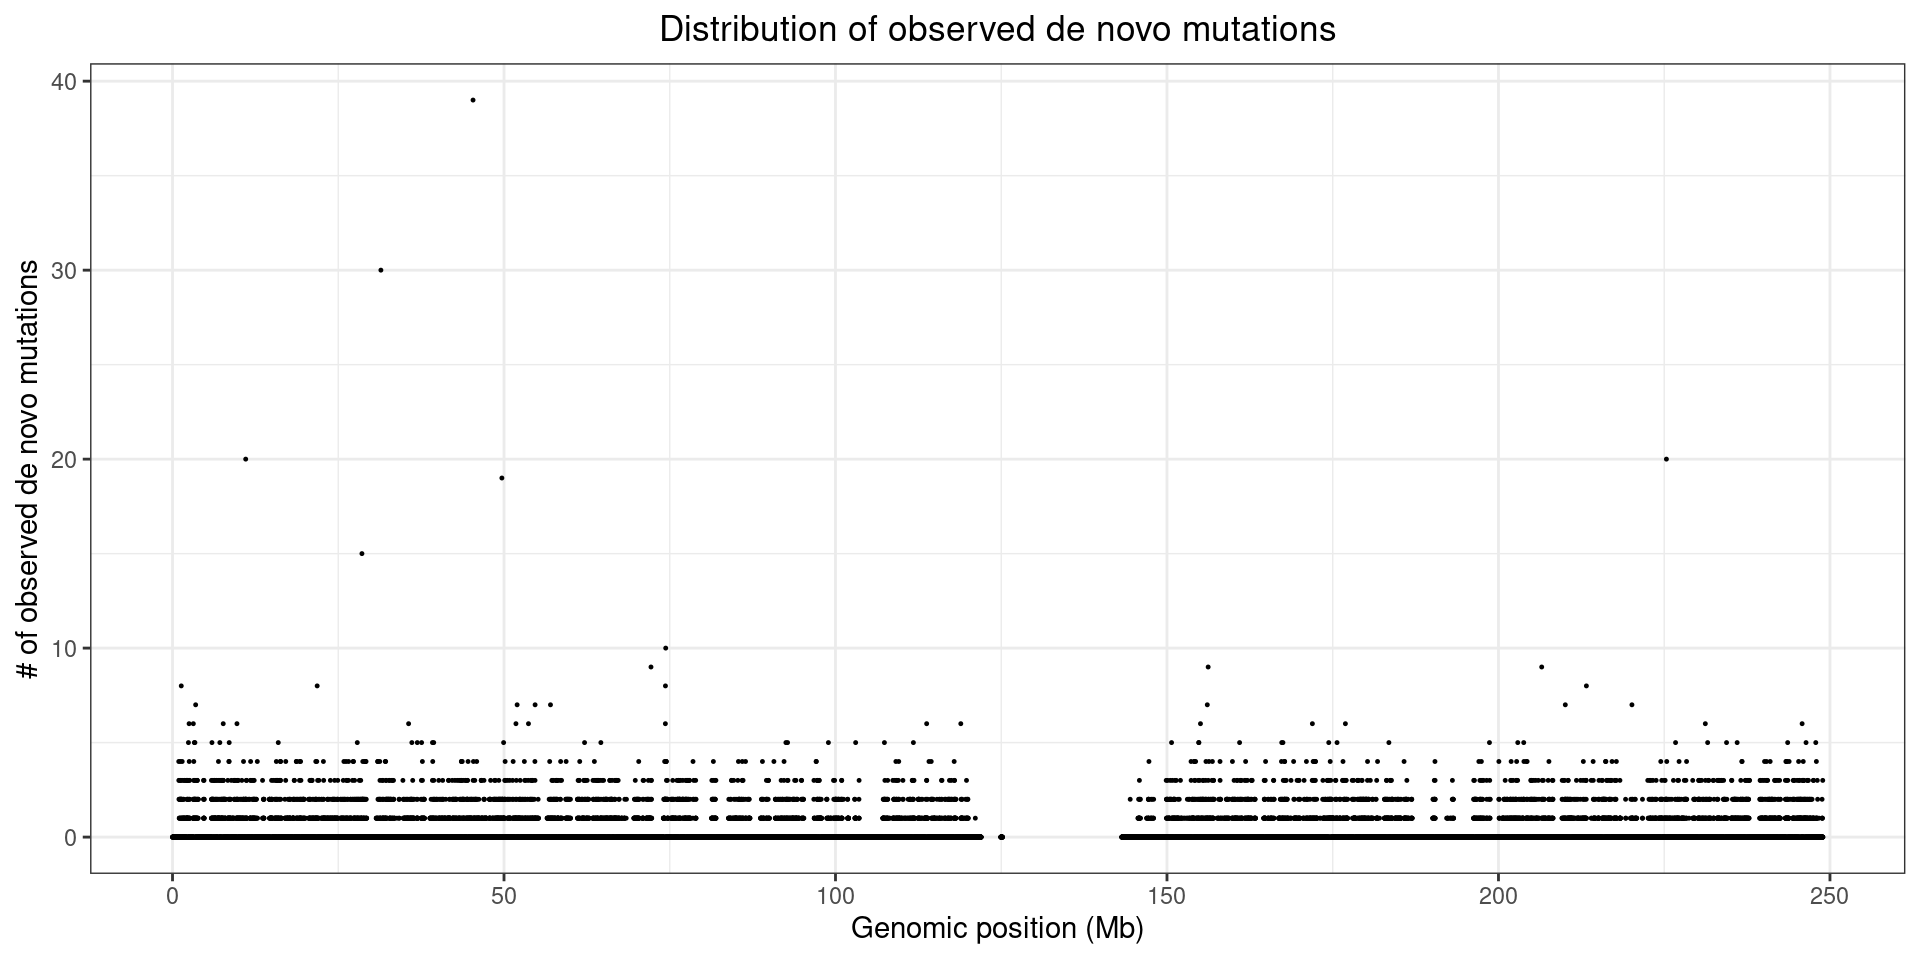 Distribution of observed de novo mutations
# of observed de novo mutations
40
30
20
10
0
0 50 100 150 200 250
Genomic position (Mb)